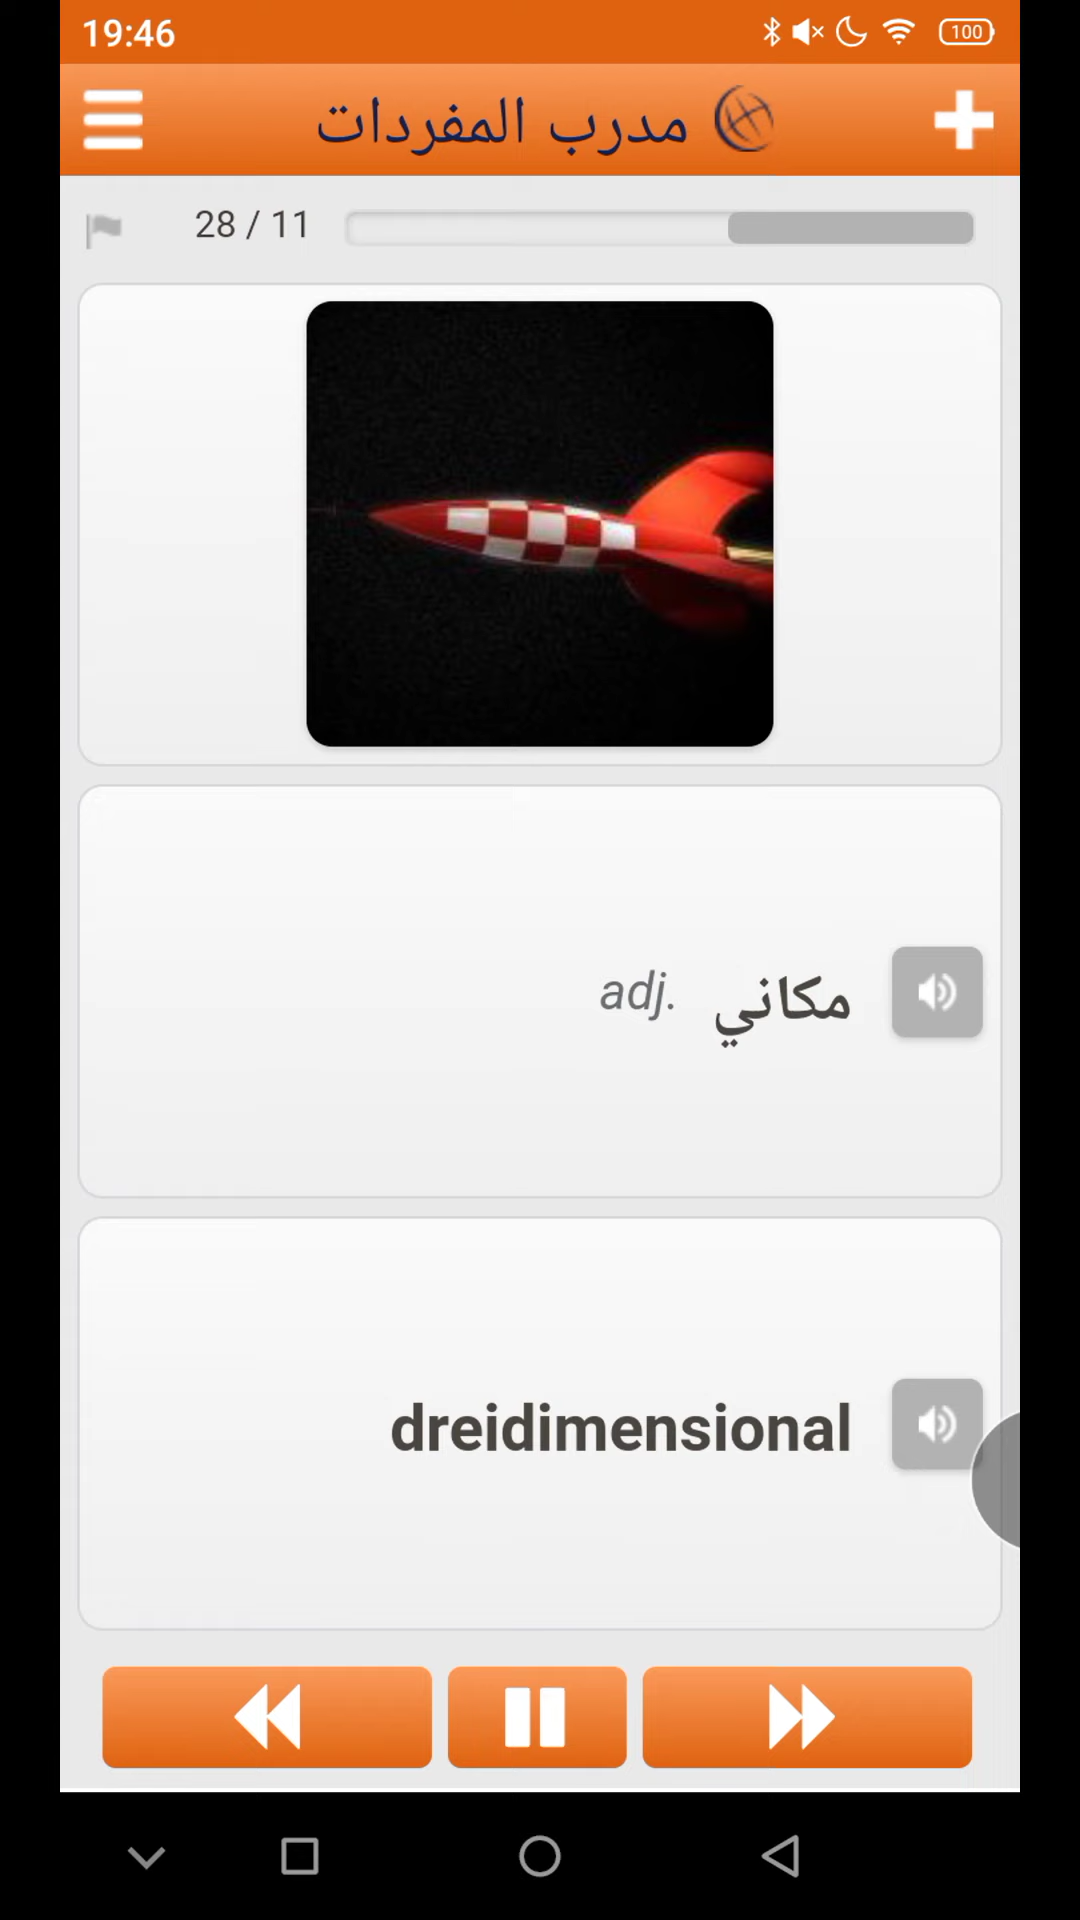 19:46
100
مدرب المفردات
28 / 11
مكاني adj.
dreidimensional